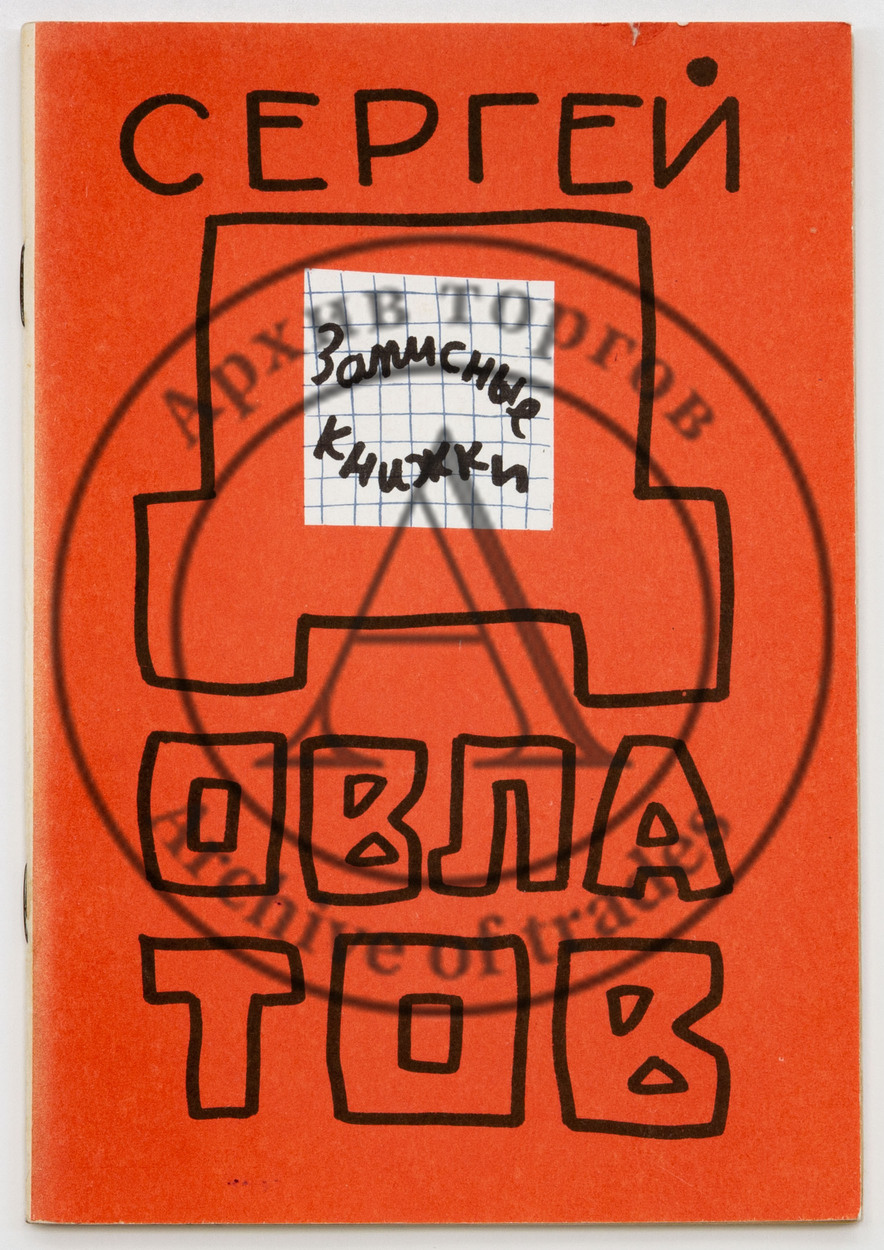 СЕРГЕЙ
Архив торгов
Записные
книжки
Д
ОВЛА
Archive of trades
ТОВ